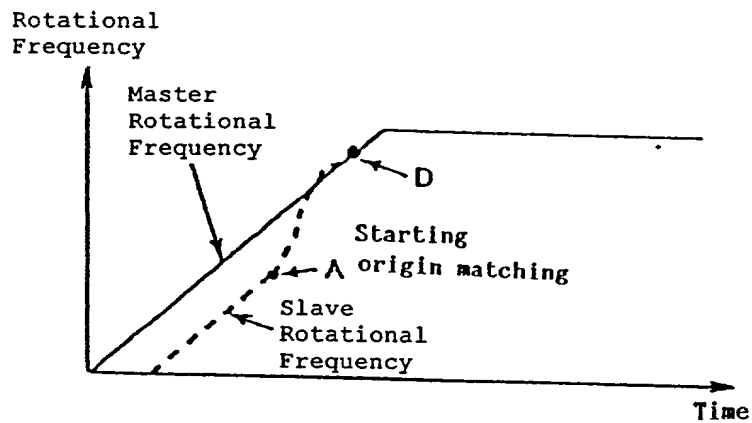 Rotational
Frequency
Master
Rotational
Frequency
D
Starting
A origin matching
Slave
Rotational
Frequency
Time